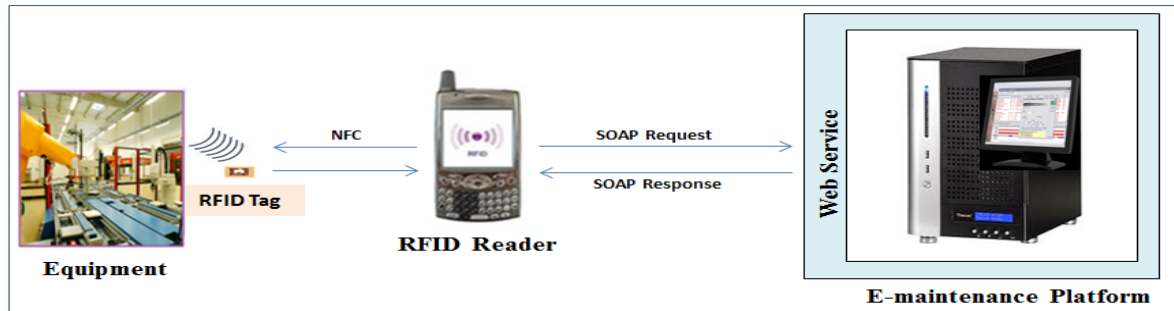 NFC
RFID Tag
Equipment
RFID
RFID Reader
SOAP Request
SOAP Response
Web Service
E-maintenance Platform